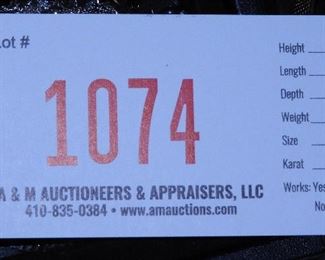 Lot #
1074
A & M AUCTIONEERS & APPRAISERS, LLC
410-835-0384 • www.amauctions.com
Height
Length
Depth
Weight
Size
Karat
Works: Yes
No